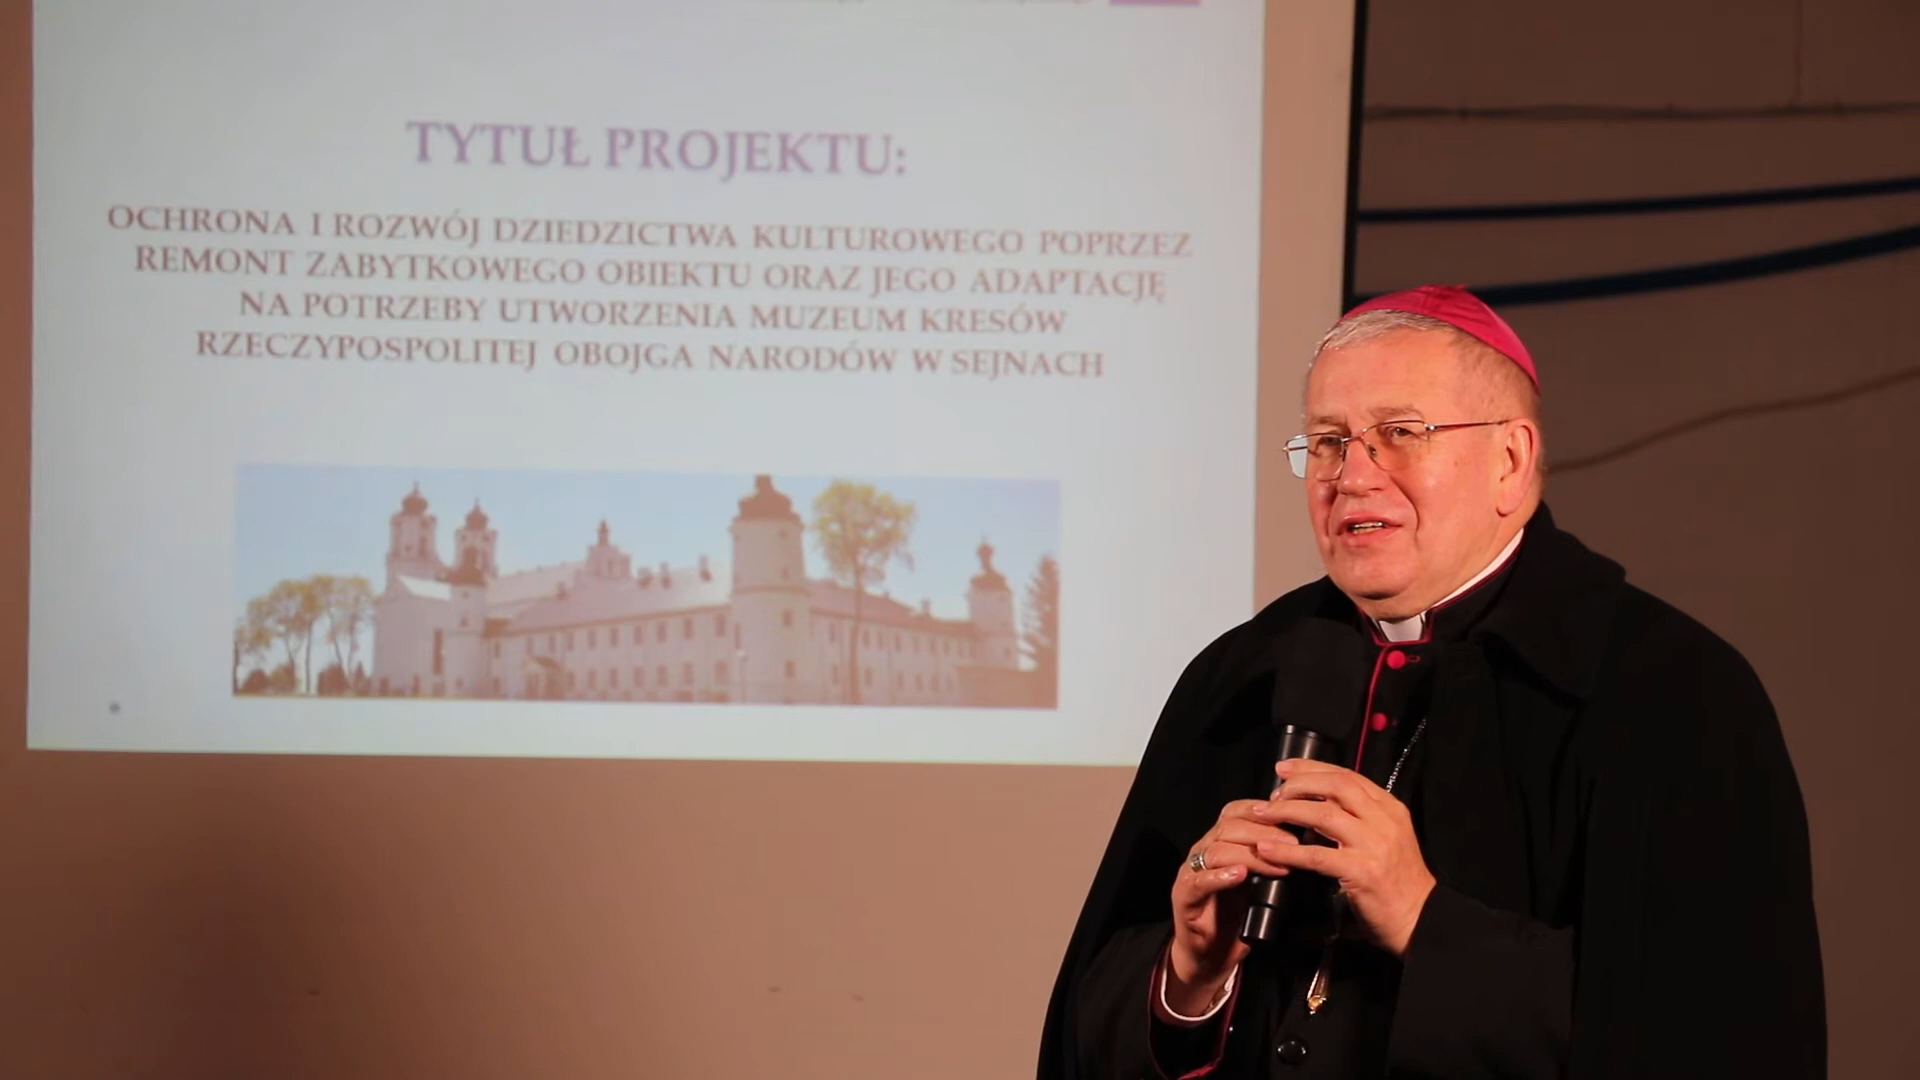 TYTUŁ PROJEKTU:
OCHRONA I ROZWÓJ DZIEDZICTWA KULTUROWEGO POPRZEZ
REMONT ZABYTKOWEGO OBIEKTU ORAZ JEGO ADAPTACJĘ
NA POTRZEBY UTWORZENIA MUZEUM KRESÓW
RZECZYPOSPOLITEJ OBOJGA NARODÓW W SEJNACH